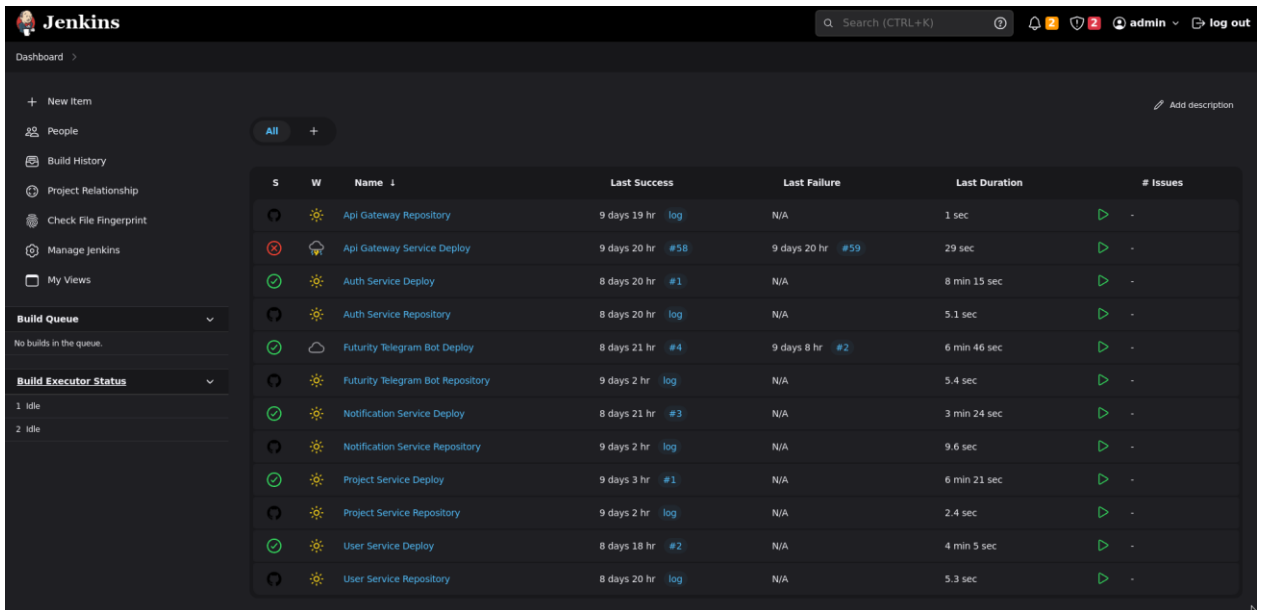 Jenkins
Search (CTRL+K)
2
2
admin
log out
Dashboard
New Item
People
Build History
Project Relationship
Check File Fingerprint
Manage Jenkins
My Views
Build Queue
No builds in the queue.
Build Executor Status
1 Idle
2 Idle
Add description
All +
S W Name ↓ Last Success Last Failure Last Duration # Issues
Api Gateway Repository 9 days 19 hr log N/A 1 sec -
Api Gateway Service Deploy 9 days 20 hr #58 9 days 20 hr #59 29 sec -
Auth Service Deploy 8 days 20 hr #1 N/A 8 min 15 sec -
Auth Service Repository 8 days 20 hr log N/A 5.1 sec -
Futurity Telegram Bot Deploy 8 days 21 hr #4 9 days 8 hr #2 6 min 46 sec -
Futurity Telegram Bot Repository 9 days 2 hr log N/A 5.4 sec -
Notification Service Deploy 8 days 21 hr #3 N/A 3 min 24 sec -
Notification Service Repository 9 days 2 hr log N/A 9.6 sec -
Project Service Deploy 9 days 3 hr #1 N/A 6 min 21 sec -
Project Service Repository 9 days 2 hr log N/A 2.4 sec -
User Service Deploy 8 days 18 hr #2 N/A 4 min 5 sec -
User Service Repository 8 days 20 hr log N/A 5.3 sec -